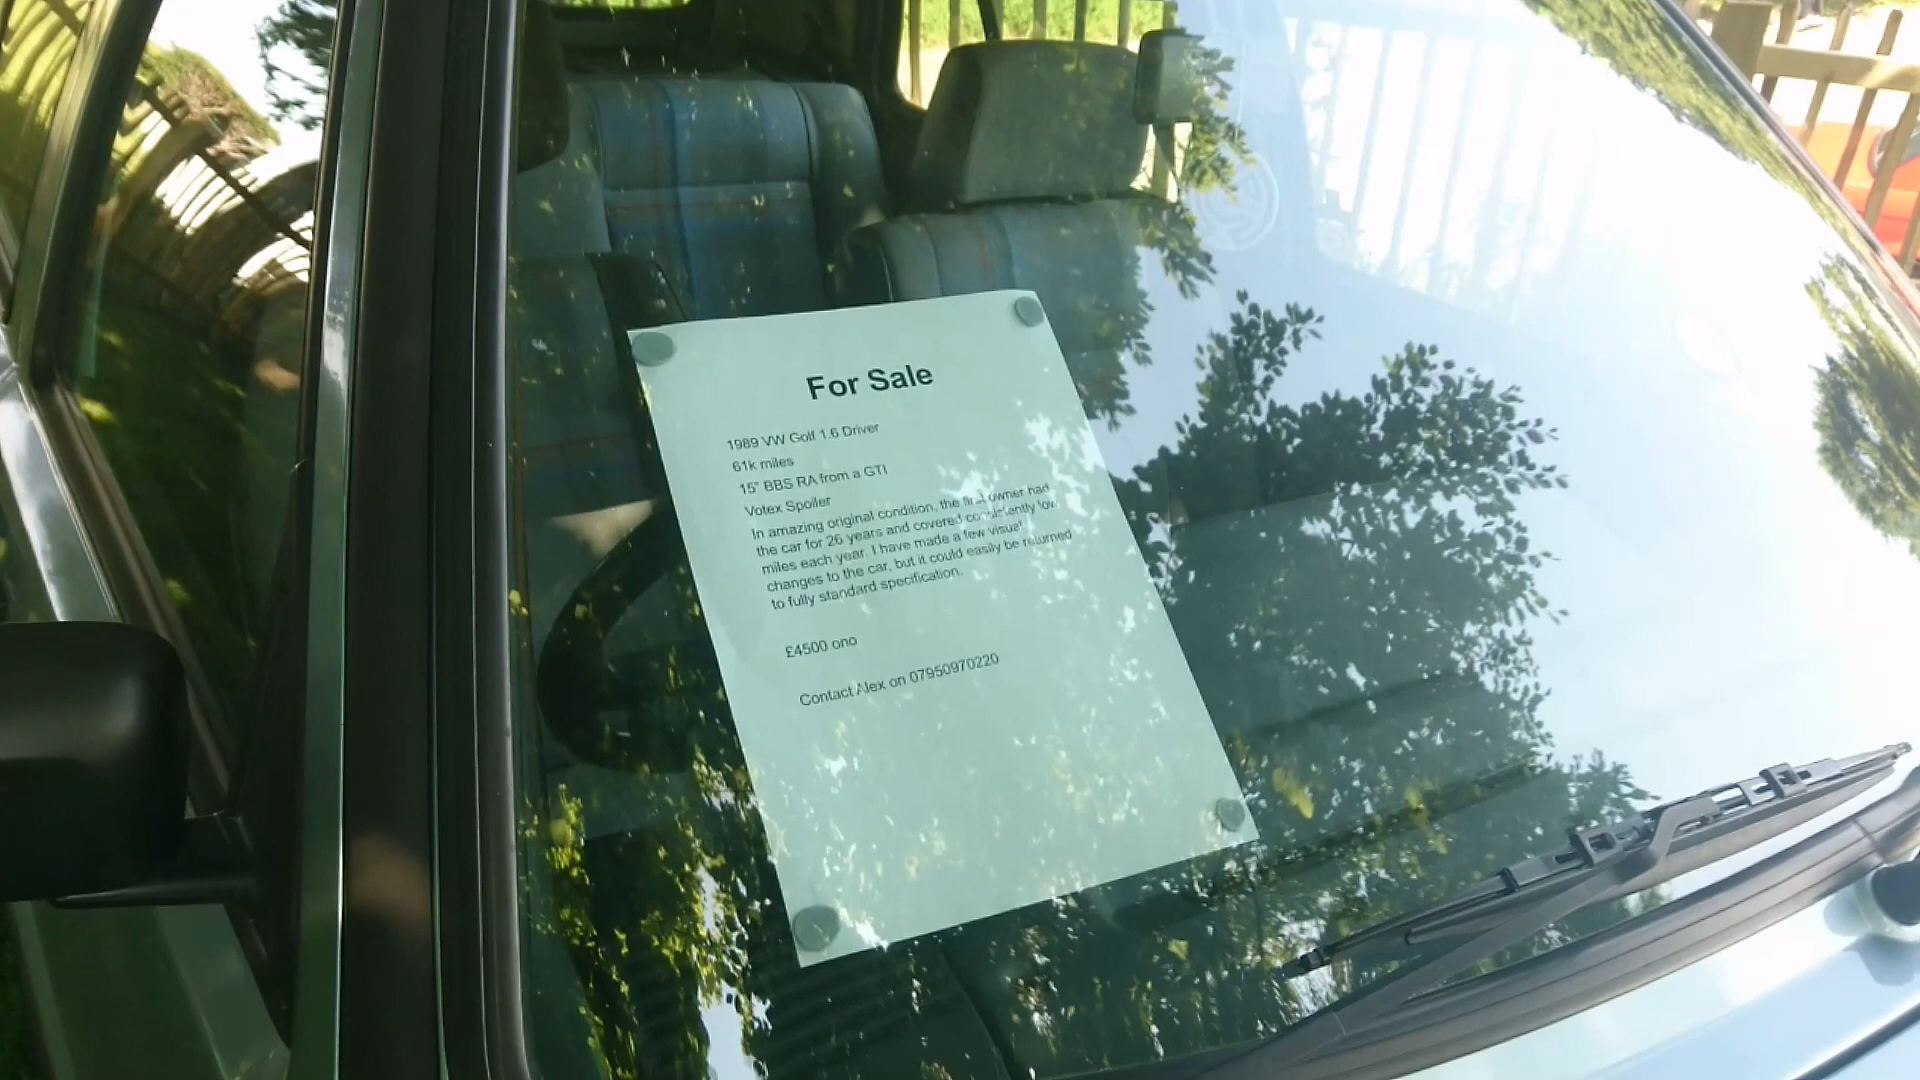 For Sale
1989 VW Golf 1.6 Driver
61k miles
15" BBS RA from a GTI
Votex Spoiler
In amazing original condition, the first owner had
the car for 26 years and covered consistently low
miles each year. I have made a few visual
changes to the car, but it could easily be returned
to fully standard specification.
£4500 ono
Contact Alex on 07950970220